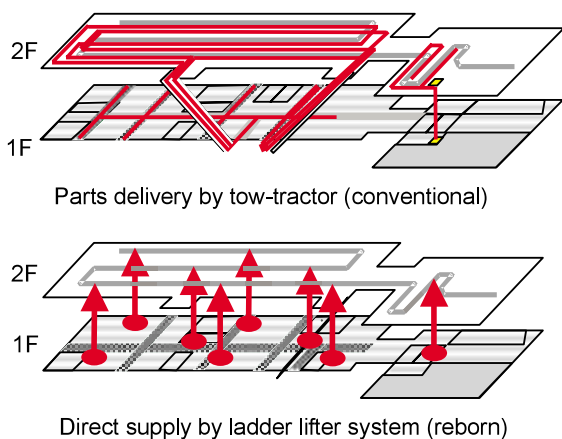 2F
1F
Parts delivery by tow-tractor (conventional)
2F
1F
Direct supply by ladder lifter system (reborn)